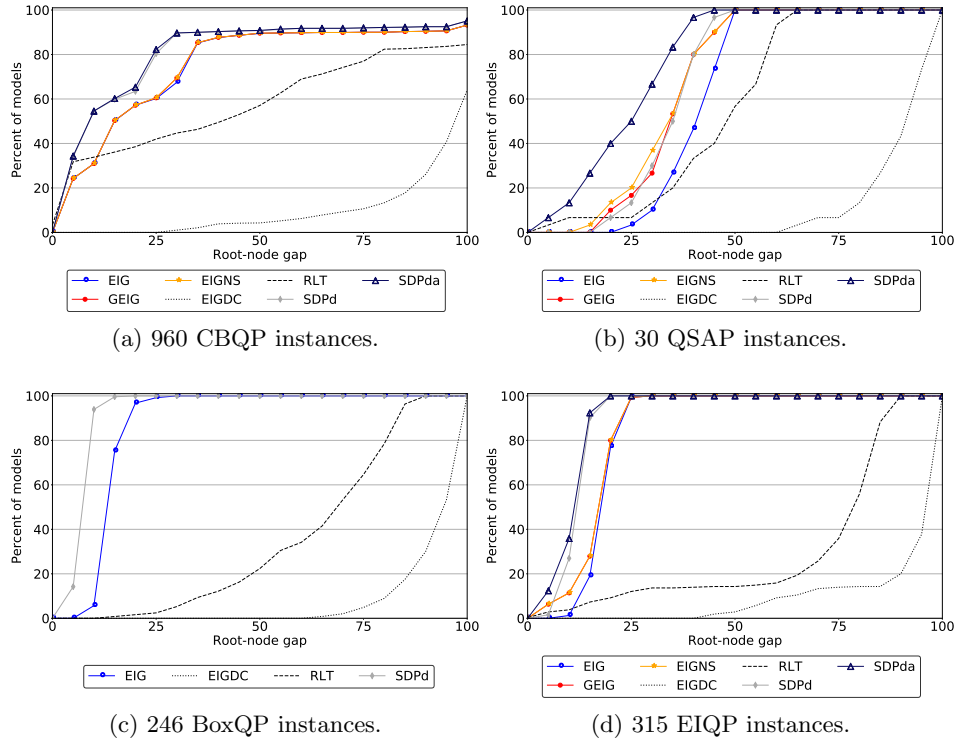 100
80
60
40
20
0
Percent of models
0 25 50 75 100
Root-node gap
EIG EIGNS RLT SDPda
GEIG EIGDC SDPd
(a) 960 CBQP instances.
100
80
60
40
20
0
Percent of models
0 25 50 75 100
Root-node gap
EIG EIGNS RLT SDPda
GEIG EIGDC SDPd
(b) 30 QSAP instances.
100
80
60
40
20
0
Percent of models
0 25 50 75 100
Root-node gap
EIG EIGDC RLT SDPd
(c) 246 BoxQP instances.
100
80
60
40
20
0
Percent of models
0 25 50 75 100
Root-node gap
EIG EIGNS RLT SDPda
GEIG EIGDC SDPd
(d) 315 EIQP instances.